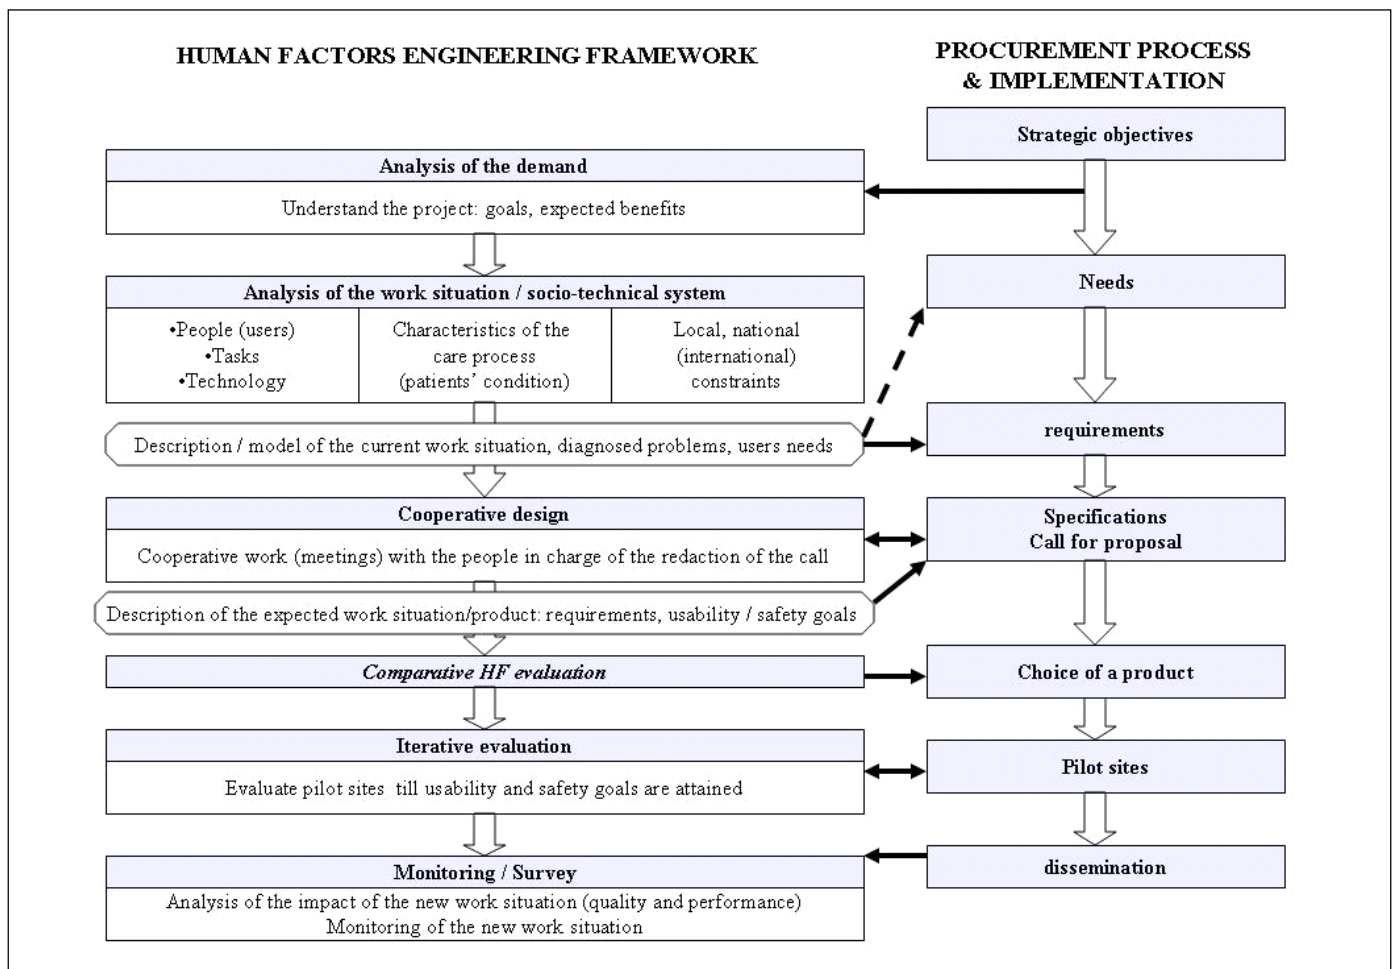 HUMAN FACTORS ENGINEERING FRAMEWORK
PROCUREMENT PROCESS
& IMPLEMENTATION
Strategic objectives
Analysis of the demand
Understand the project: goals, expected benefits
Needs
Analysis of the work situation / socio-technical system
•People (users)
•Tasks
•Technology
Characteristics of the
care process
(patients’ condition)
Local, national
(international)
constraints
requirements
Description / model of the current work situation, diagnosed problems, users needs
Cooperative design
Cooperative work (meetings) with the people in charge of the redaction of the call
Specifications
Call for proposal
Description of the expected work situation/product: requirements, usability / safety goals
Comparative HF evaluation
Choice of a product
Iterative evaluation
Evaluate pilot sites till usability and safety goals are attained
Pilot sites
Monitoring / Survey
Analysis of the impact of the new work situation (quality and performance)
Monitoring of the new work situation
dissemination